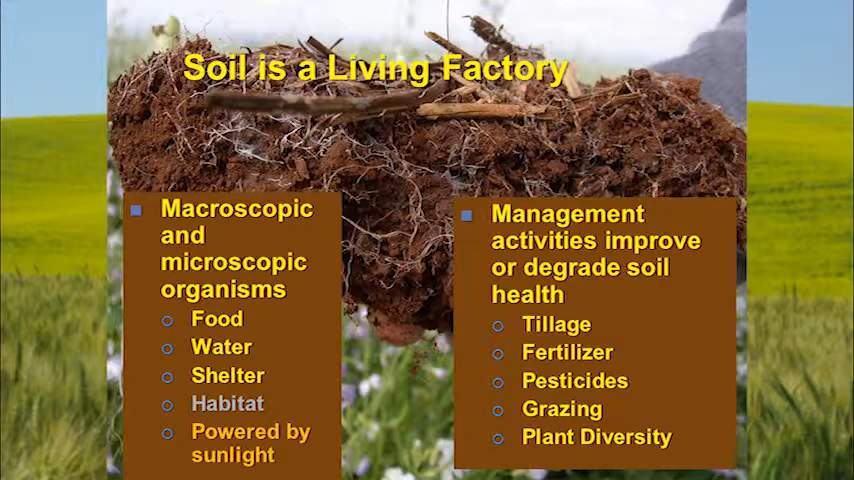 Soil is a Living Factory
Macroscopic
and
microscopic
organisms
Food
Water
Shelter
Habitat
Powered by
sunlight
Management
activities improve
or degrade soil
health
Tillage
Fertilizer
Pesticides
Grazing
Plant Diversity